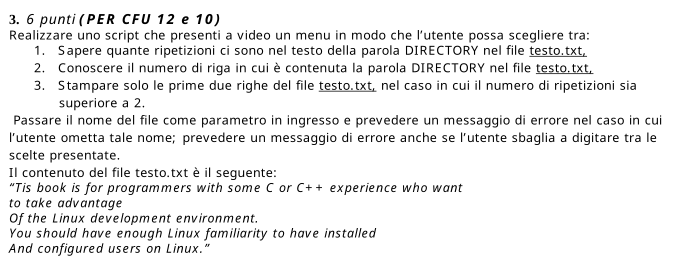 3. 6 punti (PER CFU 12 e 10)
Realizzare uno script che presenti a video un menu in modo che l'utente possa scegliere tra:
1. Sapere quante ripetizioni ci sono nel testo della parola DIRECTORY nel file testo.txt,
2. Conoscere il numero di riga in cui è contenuta la parola DIRECTORY nel file testo.txt,
3. Stampare solo le prime due righe del file testo.txt, nel caso in cui il numero di ripetizioni sia
superiore a 2.
Passare il nome del file come parametro in ingresso e prevedere un messaggio di errore nel caso in cui
l'utente ometta tale nome; prevedere un messaggio di errore anche se l'utente sbaglia a digitare tra le
scelte presentate.
Il contenuto del file testo.txt è il seguente:
"Tis book is for programmers with some C or C++ experience who want
to take advantage
Of the Linux development environment.
You should have enough Linux familiarity to have installed
And configured users on Linux."